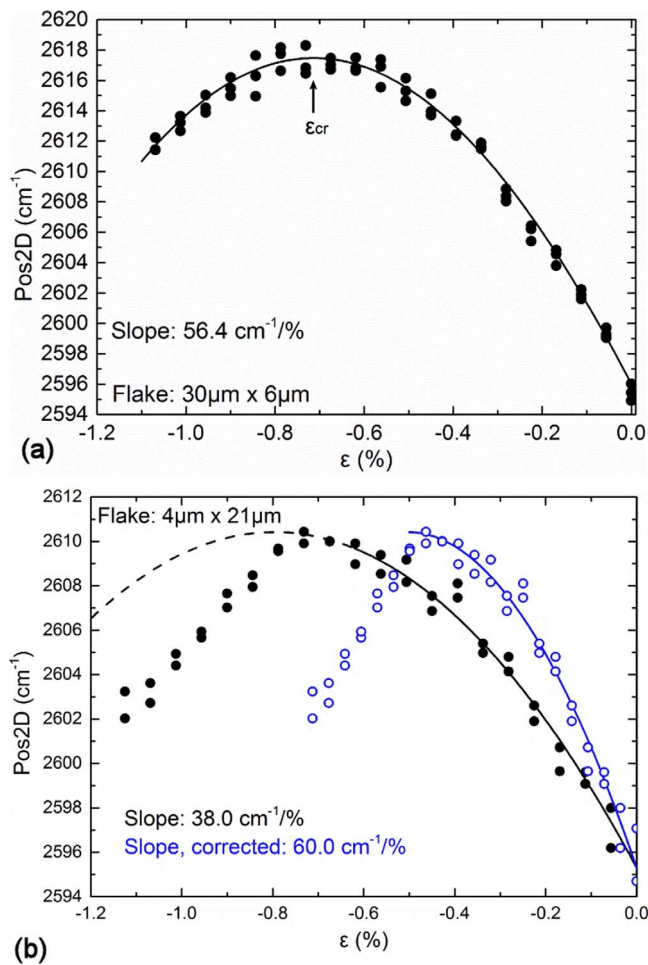 2620
2618
2616
2614
2612
2610
2608
2606
2604
2602
2600
2598
2596
2594
Pos2D (cm⁻¹)
εcr
Slope: 56.4 cm⁻¹/%
Flake: 30µm x 6µm
-1.2 -1.0 -0.8 -0.6 -0.4 -0.2 0.0
(a)
ε (%)
2612
2610
2608
2606
2604
2602
2600
2598
2596
2594
Pos2D (cm⁻¹)
Flake: 4µm x 21µm
Slope: 38.0 cm⁻¹/%
Slope, corrected: 60.0 cm⁻¹/%
-1.2 -1.0 -0.8 -0.6 -0.4 -0.2 0.0
(b)
ε (%)